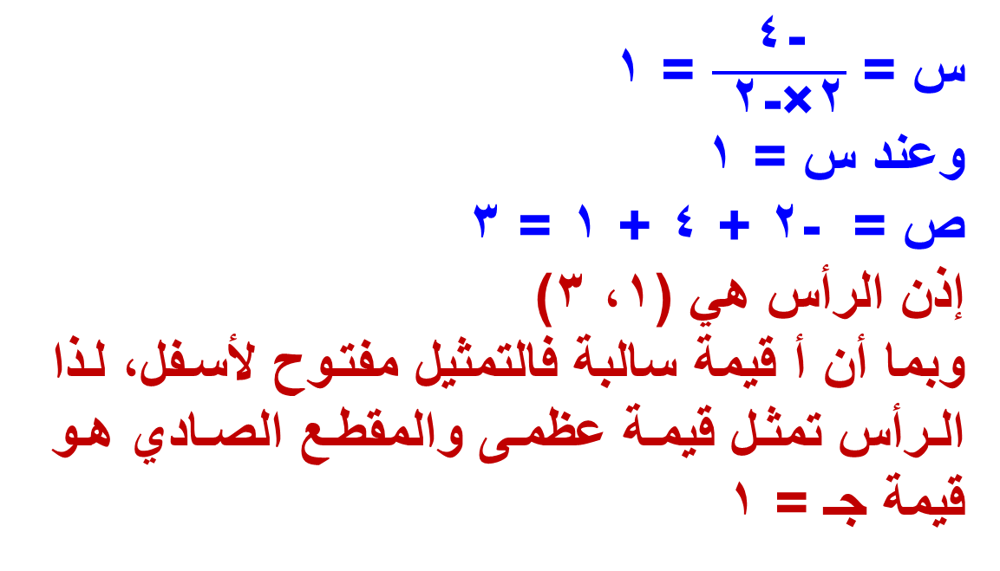 س = -٤ / ٢×-٢ = ١
وعند س = ١
ص = -٢ + ٤ + ١ = ٣
إذن الرأس هي (١، ٣)
وبما أن أ قيمة سالبة فالتمثيل مفتوح لأسفل، لذا
الرأس تمثل قيمة عظمى والمقطع الصادي هو
قيمة جـ = ١